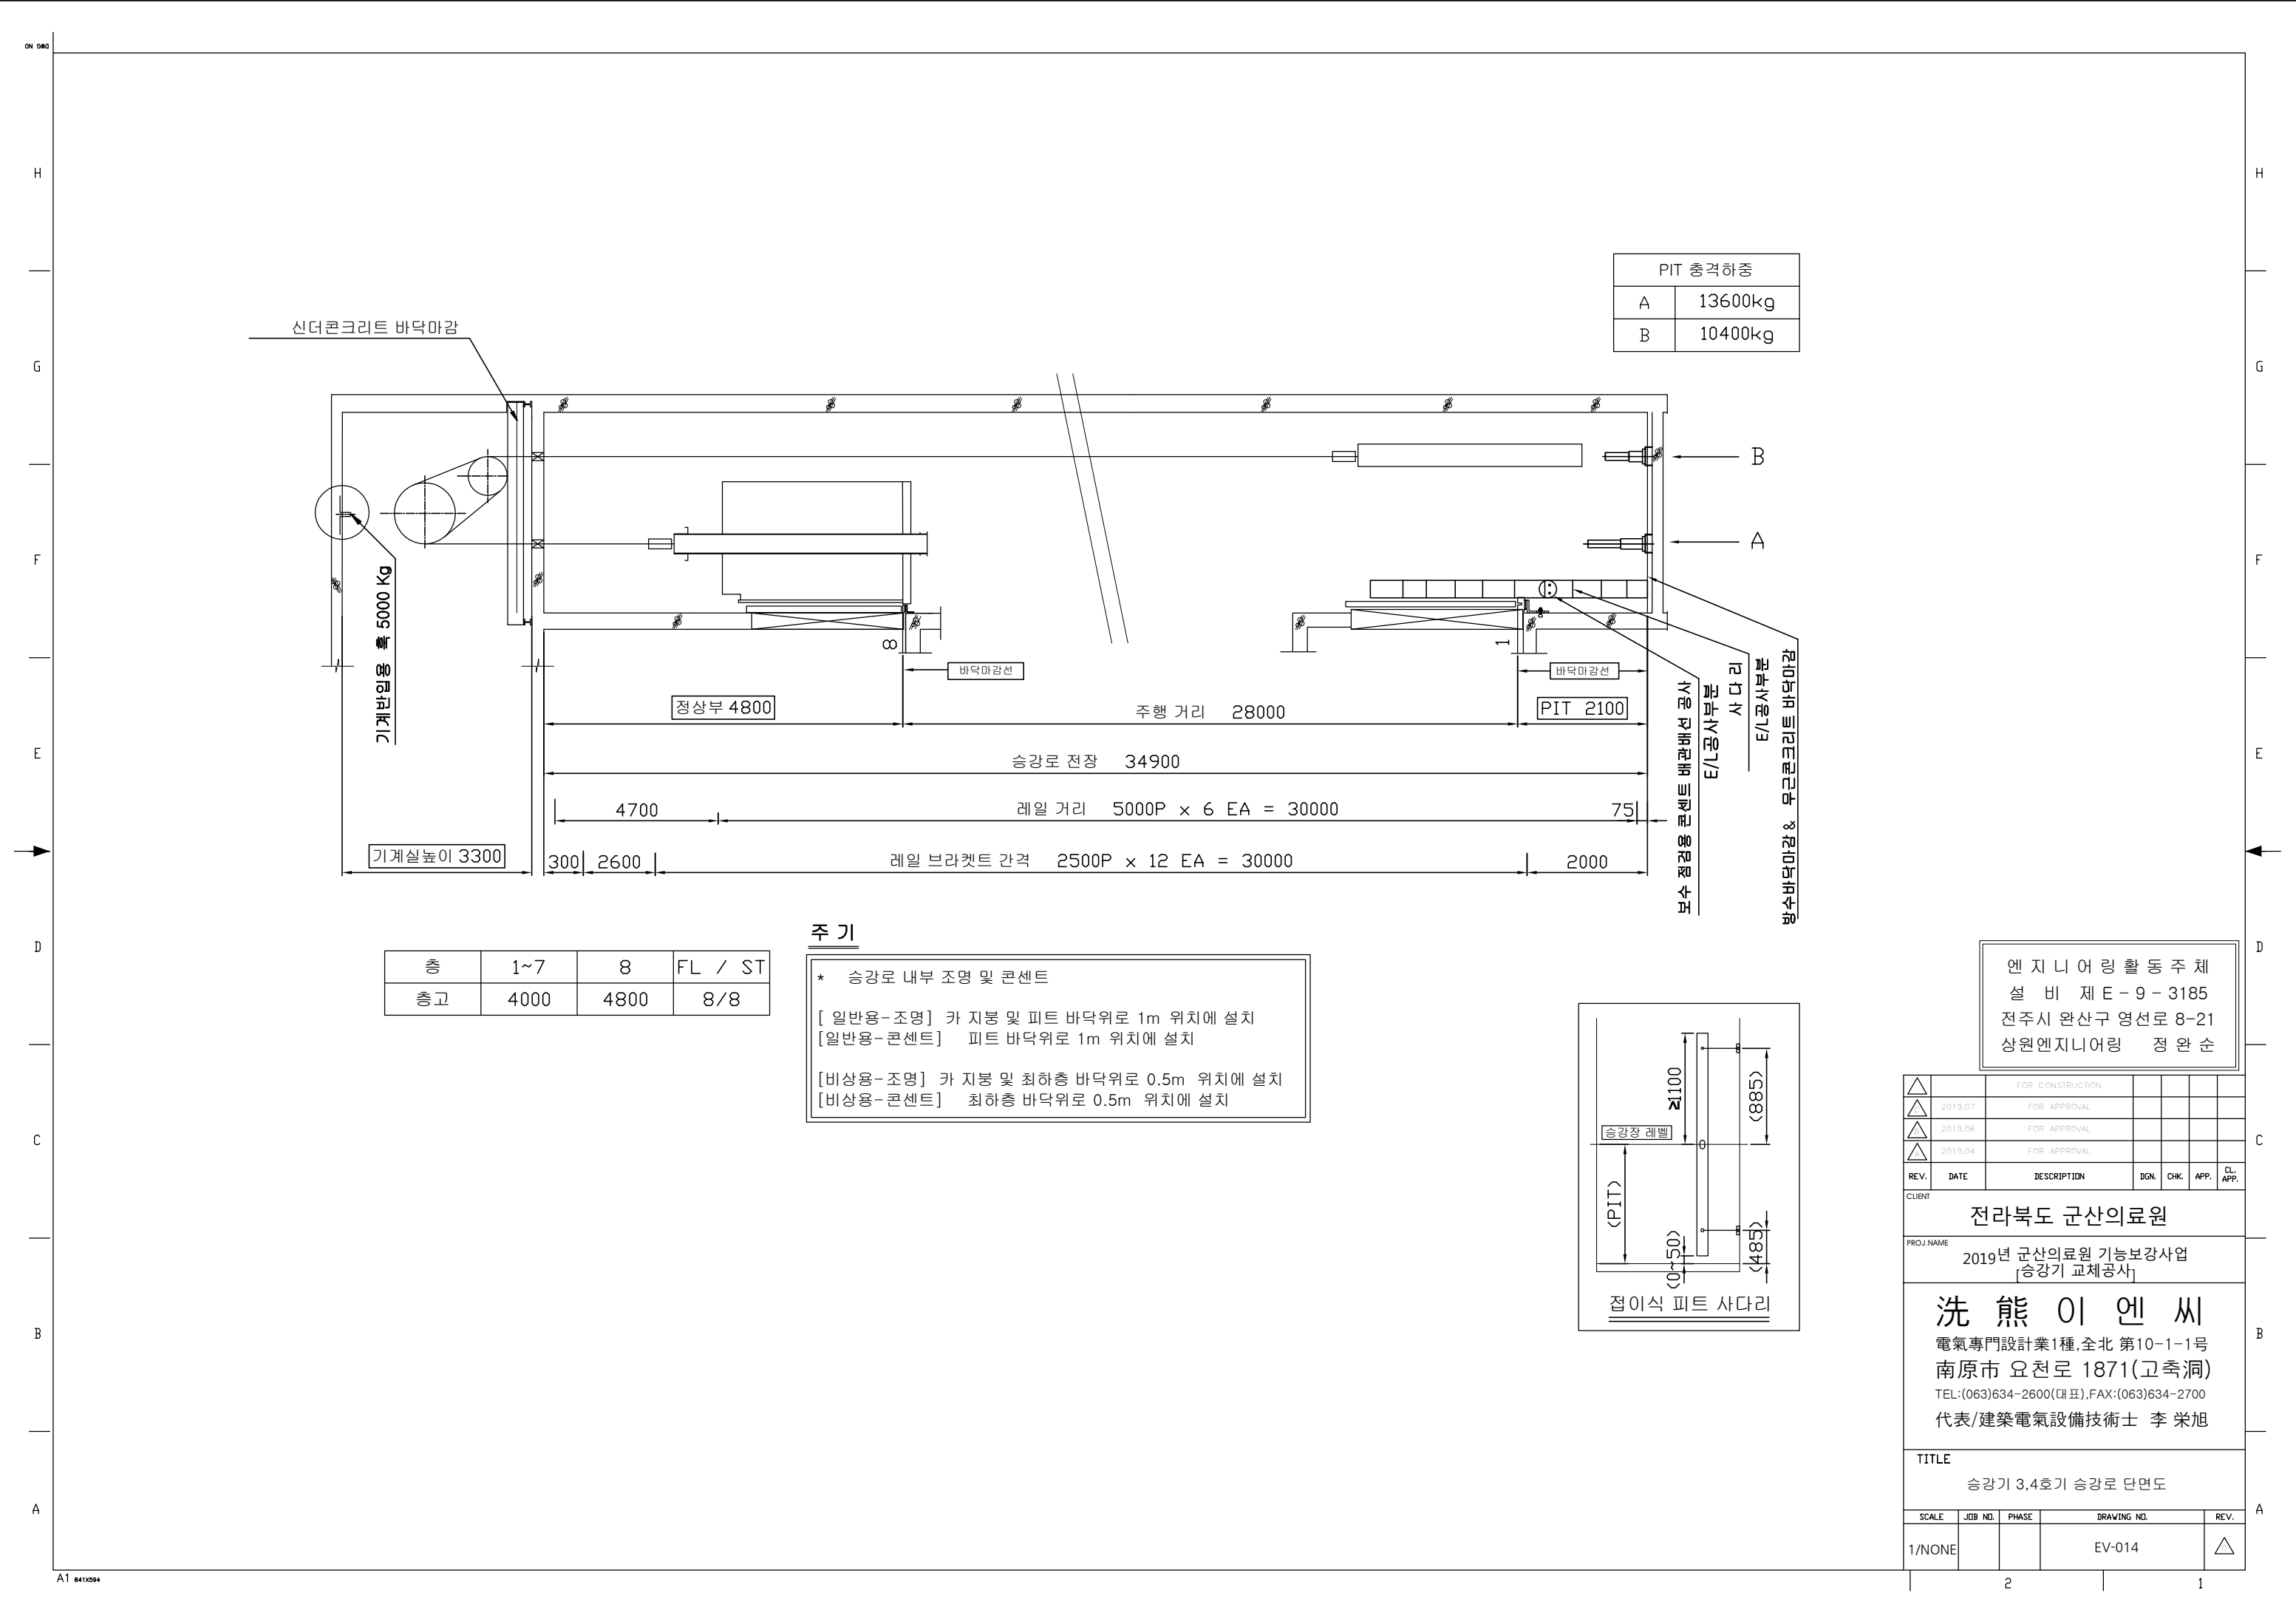 ON DWG
H
H
G
G
F
F
E
E
D
D
C
C
B
B
A
A
PIT 충격하중
A 13600kg
B 10400kg
신더콘크리트 바닥마감
B
A
기계반입용 훅 5000 Kg
8
1
바닥마감선
바닥마감선
정상부 4800
주행 거리 28000
PIT 2100
승강로 전장 34900
4700
레일 거리 5000P x 6 EA = 30000
75
기계실높이 3300
300
2600
레일 브라켓트 간격 2500P x 12 EA = 30000
2000
보수 점검용 콘센트 배관배선 공사
E/L공사부분
사 다 리
E/L공사부분
방수바닥마감 & 무근콘크리트 바닥마감
층 1~7 8 FL / ST
층고 4000 4800 8/8
주 기
* 승강로 내부 조명 및 콘센트
[ 일반용-조명] 카 지붕 및 피트 바닥위로 1m 위치에 설치
[일반용-콘센트] 피트 바닥위로 1m 위치에 설치
[비상용-조명] 카 지붕 및 최하층 바닥위로 0.5m 위치에 설치
[비상용-콘센트] 최하층 바닥위로 0.5m 위치에 설치
≥1100
(885)
승강장 레벨
(PIT)
(0~50)
(485)
접이식 피트 사다리
엔 지 니 어 링 활 동 주 체
설 비 제 E - 9 - 3185
전주시 완산구 영선로 8-21
상원엔지니어링 정 완 순
FOR CONSTRUCTION
2019.07 FOR APPROVAL
2019.06 FOR APPROVAL
2019.04 FOR APPROVAL
REV. DATE DESCRIPTION DGN. CHK. APP. CL. APP.
CLIENT
전라북도 군산의료원
PROJ.NAME
2019년 군산의료원 기능보강사업
[승강기 교체공사]
洗 熊 이 엔 씨
電氣專門設計業1種,全北 第10-1-1号
南原市 요천로 1871(고축洞)
TEL:(063)634-2600(대표),FAX:(063)634-2700
代表/建築電氣設備技術士 李 栄旭
TITLE
승강기 3,4호기 승강로 단면도
SCALE JOB NO. PHASE DRAWING NO. REV.
1/NONE EV-014
A1 841X594
2
1